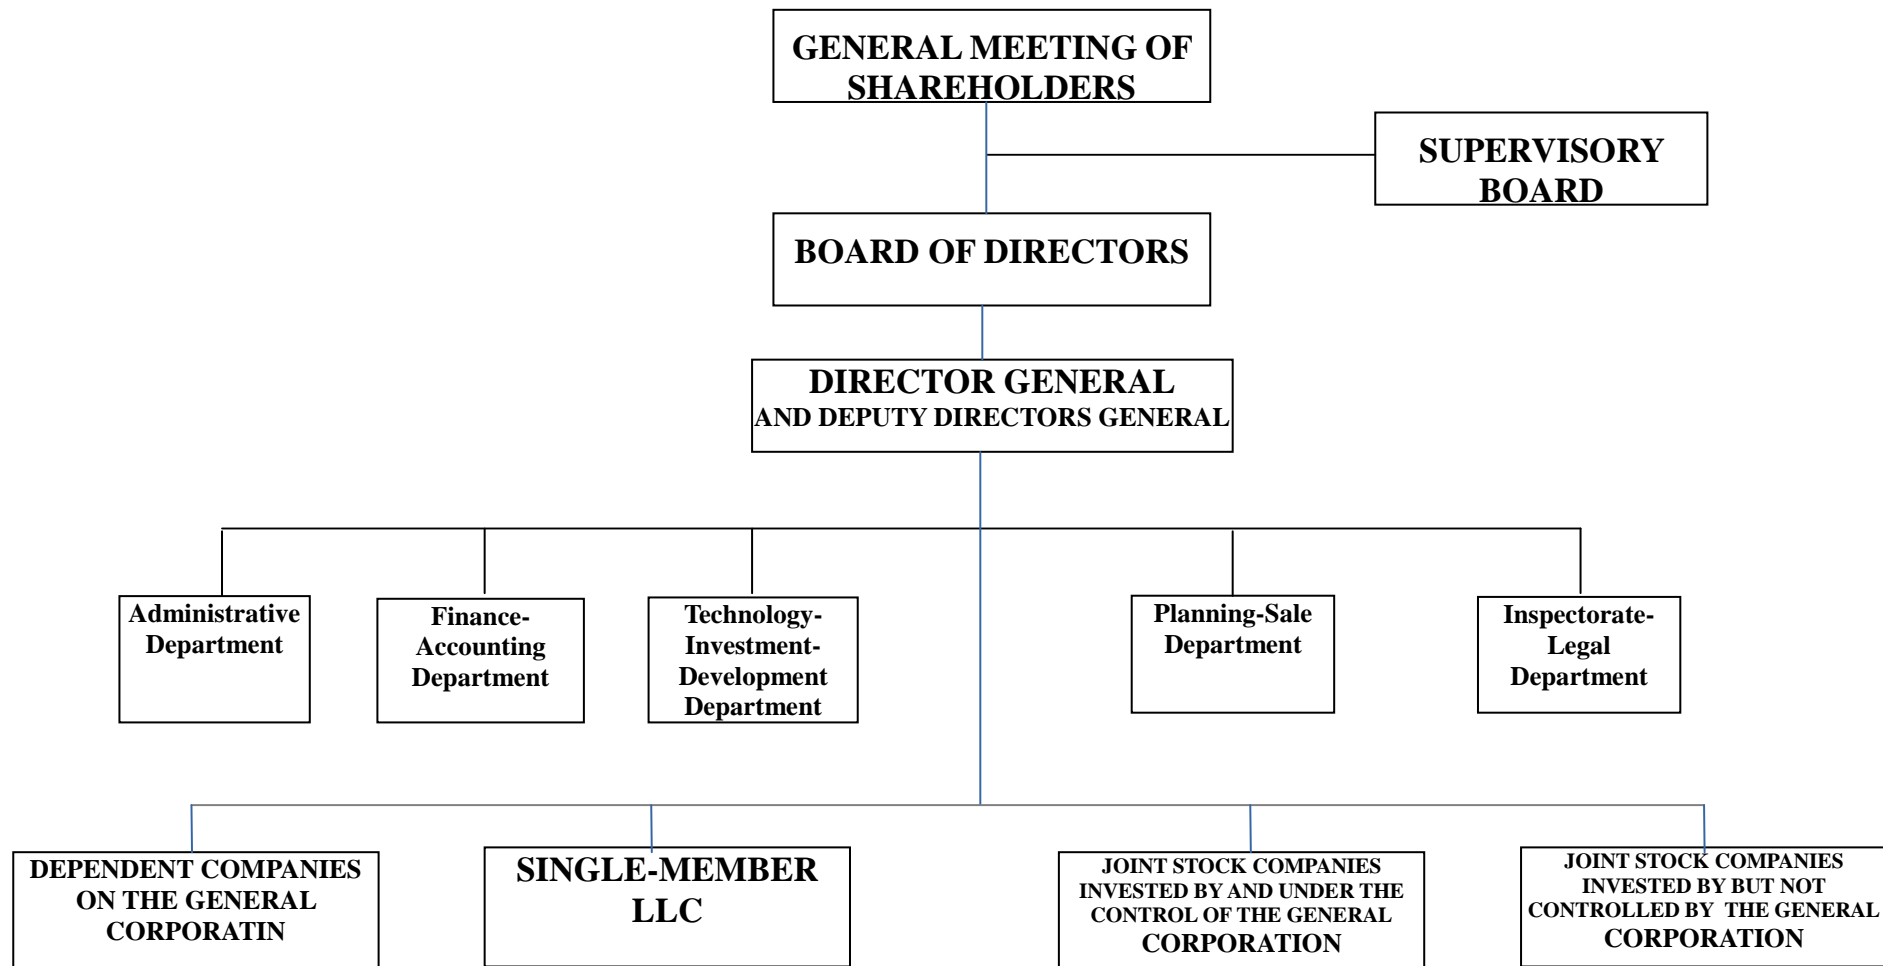 GENERAL MEETING OF
SHAREHOLDERS
SUPERVISORY
BOARD
BOARD OF DIRECTORS
DIRECTOR GENERAL
AND DEPUTY DIRECTORS GENERAL
Administrative
Department
Finance-
Accounting
Department
Technology-
Investment-
Development
Department
Planning-Sale
Department
Inspectorate-
Legal
Department
DEPENDENT COMPANIES
ON THE GENERAL
CORPORATIN
SINGLE-MEMBER
LLC
JOINT STOCK COMPANIES
INVESTED BY AND UNDER THE
CONTROL OF THE GENERAL
CORPORATION
JOINT STOCK COMPANIES
INVESTED BY BUT NOT
CONTROLLED BY THE GENERAL
CORPORATION